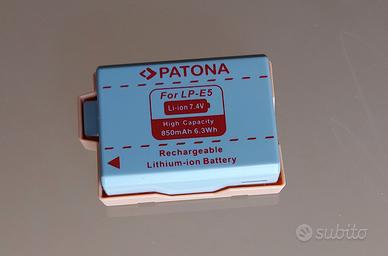 PATONA
For LP-E5
Li-ion 7.4V
High Capacity
850mAh 6.3Wh
Rechargeable
Lithium-ion Battery
subito